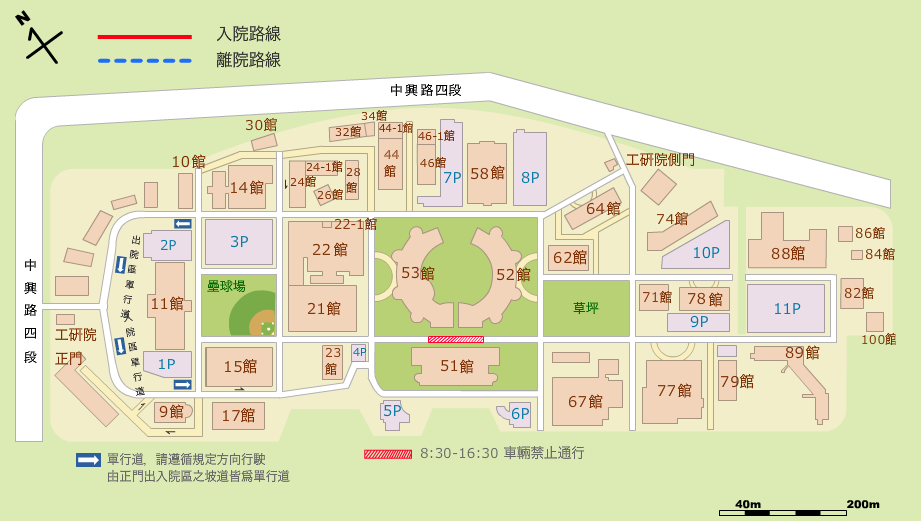 N
入院路線
離院路線
中興路四段
34館
30館
32館
44-1館
46-1館
10館
24-1館
44館
46館
工研院側門
14館
24館
28館
26館
7P
58館
8P
64館
22-1館
74館
2P
3P
22館
62館
10P
88館
86館
84館
出院區單行道
53館
52館
中興路四段
壘球場
11館
21館
草坪
71館
78館
11P
82館
9P
100館
工研院
正門
入院區單行道
1P
15館
23館
4P
51館
89館
79館
77館
67館
9館
17館
5P
6P
單行道, 請遵循規定方向行駛
由正門出入院區之坡道皆為單行道
8:30-16:30 車輛禁止通行
40m
200m